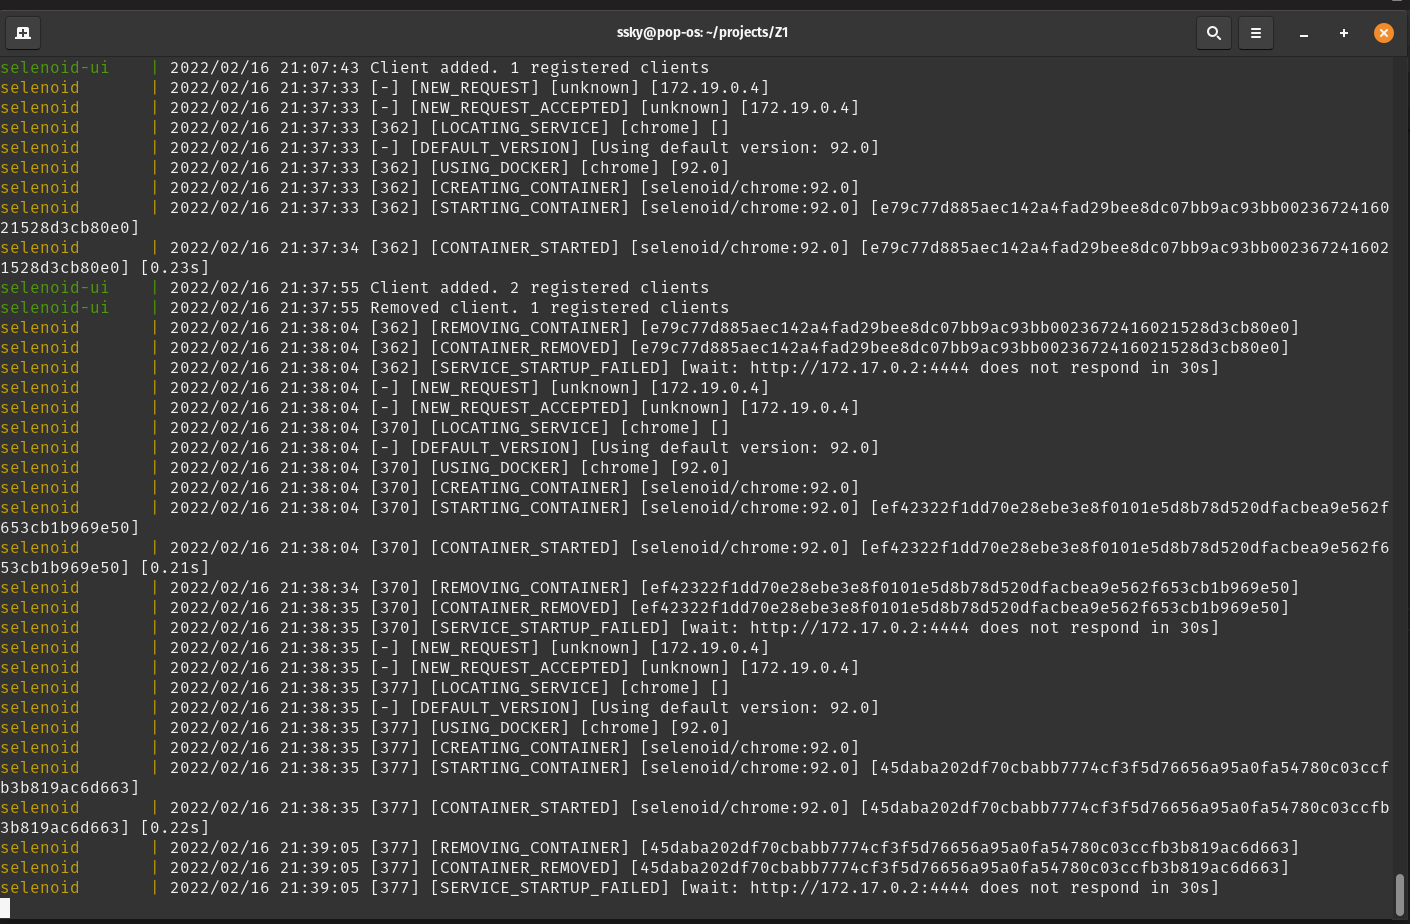 ssky@pop-os: ~/projects/Z1
selenoid-ui    | 2022/02/16 21:07:43 Client added. 1 registered clients
selenoid       | 2022/02/16 21:37:33 [-] [NEW_REQUEST] [unknown] [172.19.0.4]
selenoid       | 2022/02/16 21:37:33 [-] [NEW_REQUEST_ACCEPTED] [unknown] [172.19.0.4]
selenoid       | 2022/02/16 21:37:33 [362] [LOCATING_SERVICE] [chrome] []
selenoid       | 2022/02/16 21:37:33 [-] [DEFAULT_VERSION] [Using default version: 92.0]
selenoid       | 2022/02/16 21:37:33 [362] [USING_DOCKER] [chrome] [92.0]
selenoid       | 2022/02/16 21:37:33 [362] [CREATING_CONTAINER] [selenoid/chrome:92.0]
selenoid       | 2022/02/16 21:37:33 [362] [STARTING_CONTAINER] [selenoid/chrome:92.0] [e79c77d885aec142a4fad29bee8dc07bb9ac93bb00236724160
21528d3cb80e0]
selenoid       | 2022/02/16 21:37:34 [362] [CONTAINER_STARTED] [selenoid/chrome:92.0] [e79c77d885aec142a4fad29bee8dc07bb9ac93bb002367241602
1528d3cb80e0] [0.23s]
selenoid-ui    | 2022/02/16 21:37:55 Client added. 2 registered clients
selenoid-ui    | 2022/02/16 21:37:55 Removed client. 1 registered clients
selenoid       | 2022/02/16 21:38:04 [362] [REMOVING_CONTAINER] [e79c77d885aec142a4fad29bee8dc07bb9ac93bb0023672416021528d3cb80e0]
selenoid       | 2022/02/16 21:38:04 [362] [CONTAINER_REMOVED] [e79c77d885aec142a4fad29bee8dc07bb9ac93bb0023672416021528d3cb80e0]
selenoid       | 2022/02/16 21:38:04 [362] [SERVICE_STARTUP_FAILED] [wait: http://172.17.0.2:4444 does not respond in 30s]
selenoid       | 2022/02/16 21:38:04 [-] [NEW_REQUEST] [unknown] [172.19.0.4]
selenoid       | 2022/02/16 21:38:04 [-] [NEW_REQUEST_ACCEPTED] [unknown] [172.19.0.4]
selenoid       | 2022/02/16 21:38:04 [370] [LOCATING_SERVICE] [chrome] []
selenoid       | 2022/02/16 21:38:04 [-] [DEFAULT_VERSION] [Using default version: 92.0]
selenoid       | 2022/02/16 21:38:04 [370] [USING_DOCKER] [chrome] [92.0]
selenoid       | 2022/02/16 21:38:04 [370] [CREATING_CONTAINER] [selenoid/chrome:92.0]
selenoid       | 2022/02/16 21:38:04 [370] [STARTING_CONTAINER] [selenoid/chrome:92.0] [ef42322f1dd70e28ebe3e8f0101e5d8b78d520dfacbea9e562f
653cb1b969e50]
selenoid       | 2022/02/16 21:38:04 [370] [CONTAINER_STARTED] [selenoid/chrome:92.0] [ef42322f1dd70e28ebe3e8f0101e5d8b78d520dfacbea9e562f6
53cb1b969e50] [0.21s]
selenoid       | 2022/02/16 21:38:34 [370] [REMOVING_CONTAINER] [ef42322f1dd70e28ebe3e8f0101e5d8b78d520dfacbea9e562f653cb1b969e50]
selenoid       | 2022/02/16 21:38:35 [370] [CONTAINER_REMOVED] [ef42322f1dd70e28ebe3e8f0101e5d8b78d520dfacbea9e562f653cb1b969e50]
selenoid       | 2022/02/16 21:38:35 [370] [SERVICE_STARTUP_FAILED] [wait: http://172.17.0.2:4444 does not respond in 30s]
selenoid       | 2022/02/16 21:38:35 [-] [NEW_REQUEST] [unknown] [172.19.0.4]
selenoid       | 2022/02/16 21:38:35 [-] [NEW_REQUEST_ACCEPTED] [unknown] [172.19.0.4]
selenoid       | 2022/02/16 21:38:35 [377] [LOCATING_SERVICE] [chrome] []
selenoid       | 2022/02/16 21:38:35 [-] [DEFAULT_VERSION] [Using default version: 92.0]
selenoid       | 2022/02/16 21:38:35 [377] [USING_DOCKER] [chrome] [92.0]
selenoid       | 2022/02/16 21:38:35 [377] [CREATING_CONTAINER] [selenoid/chrome:92.0]
selenoid       | 2022/02/16 21:38:35 [377] [STARTING_CONTAINER] [selenoid/chrome:92.0] [45daba202df70cbabb7774cf3f5d76656a95a0fa54780c03ccf
b3b819ac6d663]
selenoid       | 2022/02/16 21:38:35 [377] [CONTAINER_STARTED] [selenoid/chrome:92.0] [45daba202df70cbabb7774cf3f5d76656a95a0fa54780c03ccfb
3b819ac6d663] [0.22s]
selenoid       | 2022/02/16 21:39:05 [377] [REMOVING_CONTAINER] [45daba202df70cbabb7774cf3f5d76656a95a0fa54780c03ccfb3b819ac6d663]
selenoid       | 2022/02/16 21:39:05 [377] [CONTAINER_REMOVED] [45daba202df70cbabb7774cf3f5d76656a95a0fa54780c03ccfb3b819ac6d663]
selenoid       | 2022/02/16 21:39:05 [377] [SERVICE_STARTUP_FAILED] [wait: http://172.17.0.2:4444 does not respond in 30s]